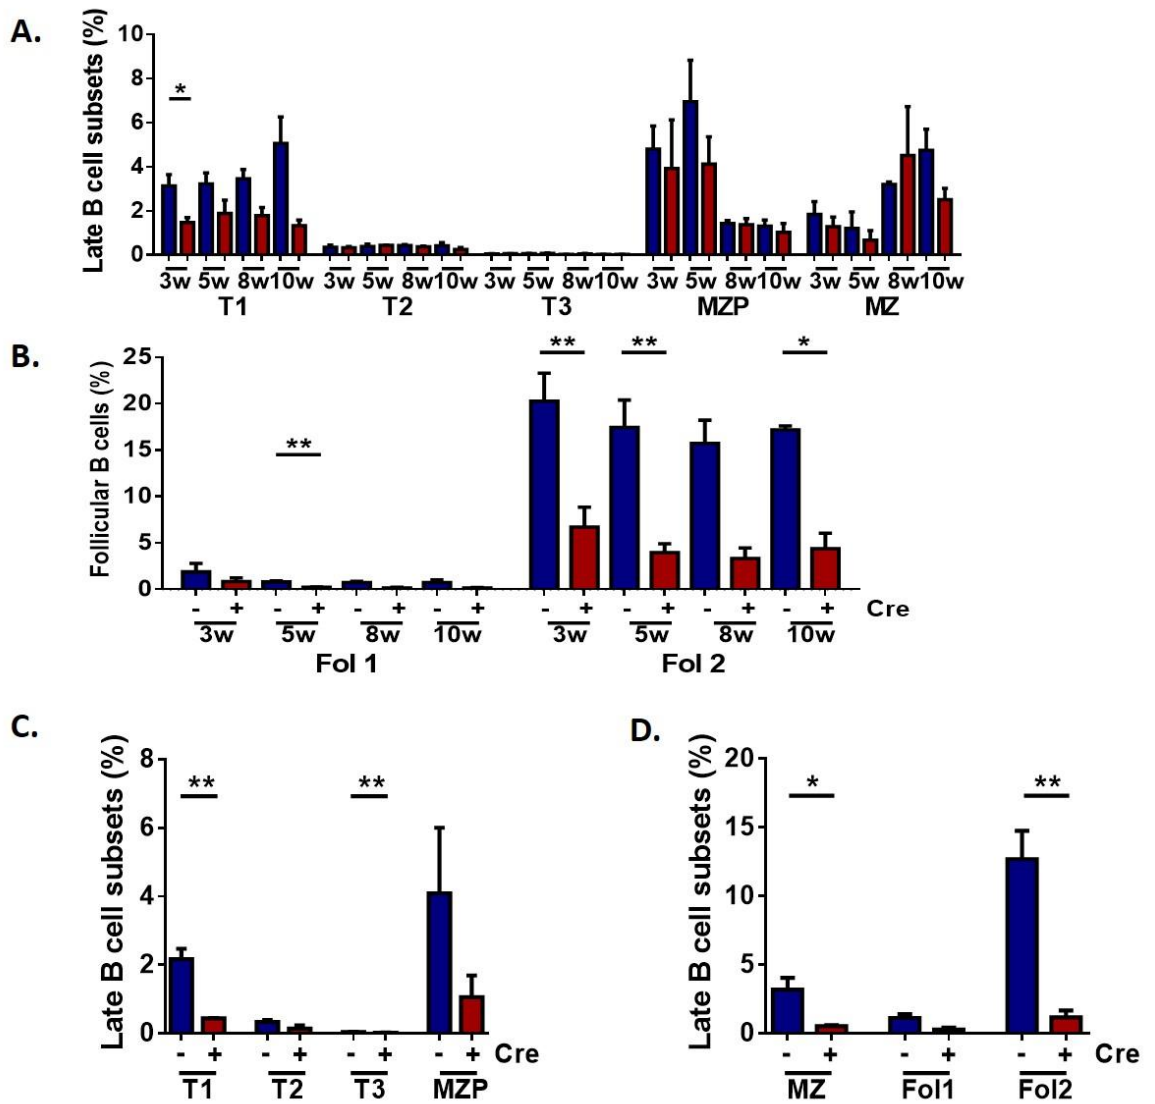 A.
Late B cell subsets (%)
10
8
6
4
2
0
*
3w 5w 8w 10w 3w 5w 8w 10w 3w 5w 8w 10w 3w 5w 8w 10w 3w 5w 8w 10w
T1 T2 T3 MZP MZ
B.
Follicular B cells (%)
25
20
15
10
5
0
** ** ** *
- + - + - + - + - + - + - + - + Cre
3w 5w 8w 10w 3w 5w 8w 10w
Fol 1 Fol 2
C.
Late B cell subsets (%)
8
6
4
2
0
** **
- + - + - + - + Cre
T1 T2 T3 MZP
D.
Late B cell subsets (%)
20
15
10
5
0
* **
- + - + - + Cre
MZ Fol1 Fol2